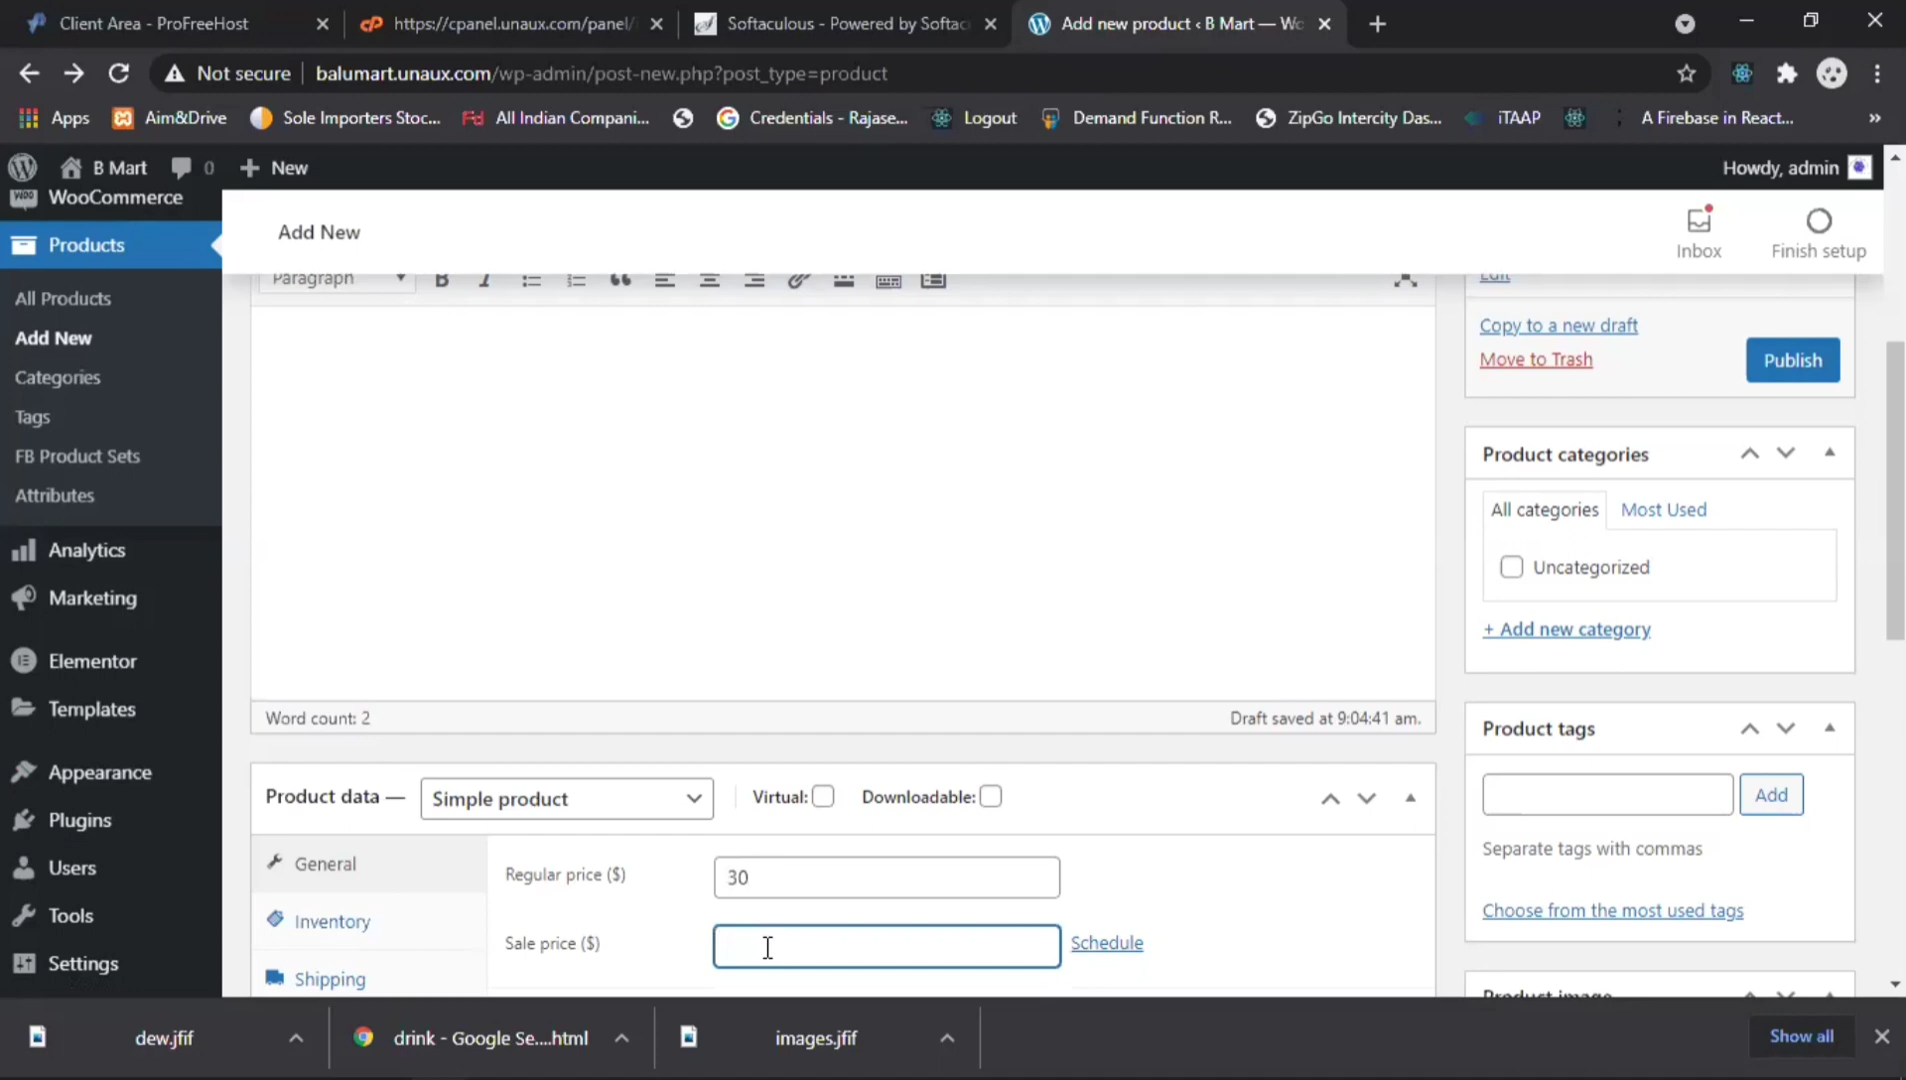 Client Area - ProFreeHost
https://cpanel.unaux.com/panel/
Softaculous - Powered by Softac
Add new product ‹ B Mart — Wo
Not secure
balumart.unaux.com/wp-admin/post-new.php?post_type=product
Apps
Aim&Drive
Sole Importers Stoc...
All Indian Compani...
Credentials - Rajase...
Logout
Demand Function R...
ZipGo Intercity Das...
iTAAP
A Firebase in React...
B Mart
0
New
Howdy, admin
WooCommerce
Products
All Products
Add New
Categories
Tags
FB Product Sets
Attributes
Analytics
Marketing
Elementor
Templates
Appearance
Plugins
Users
Tools
Settings
Add New
Inbox
Finish setup
Paragraph
Word count: 2
Draft saved at 9:04:41 am.
Product data —
Simple product
Virtual:
Downloadable:
General
Inventory
Shipping
Regular price ($)
30
Sale price ($)
Schedule
Edit
Copy to a new draft
Move to Trash
Publish
Product categories
All categories
Most Used
Uncategorized
+ Add new category
Product tags
Add
Separate tags with commas
Choose from the most used tags
Product image
dew.jfif
drink - Google Se....html
images.jfif
Show all